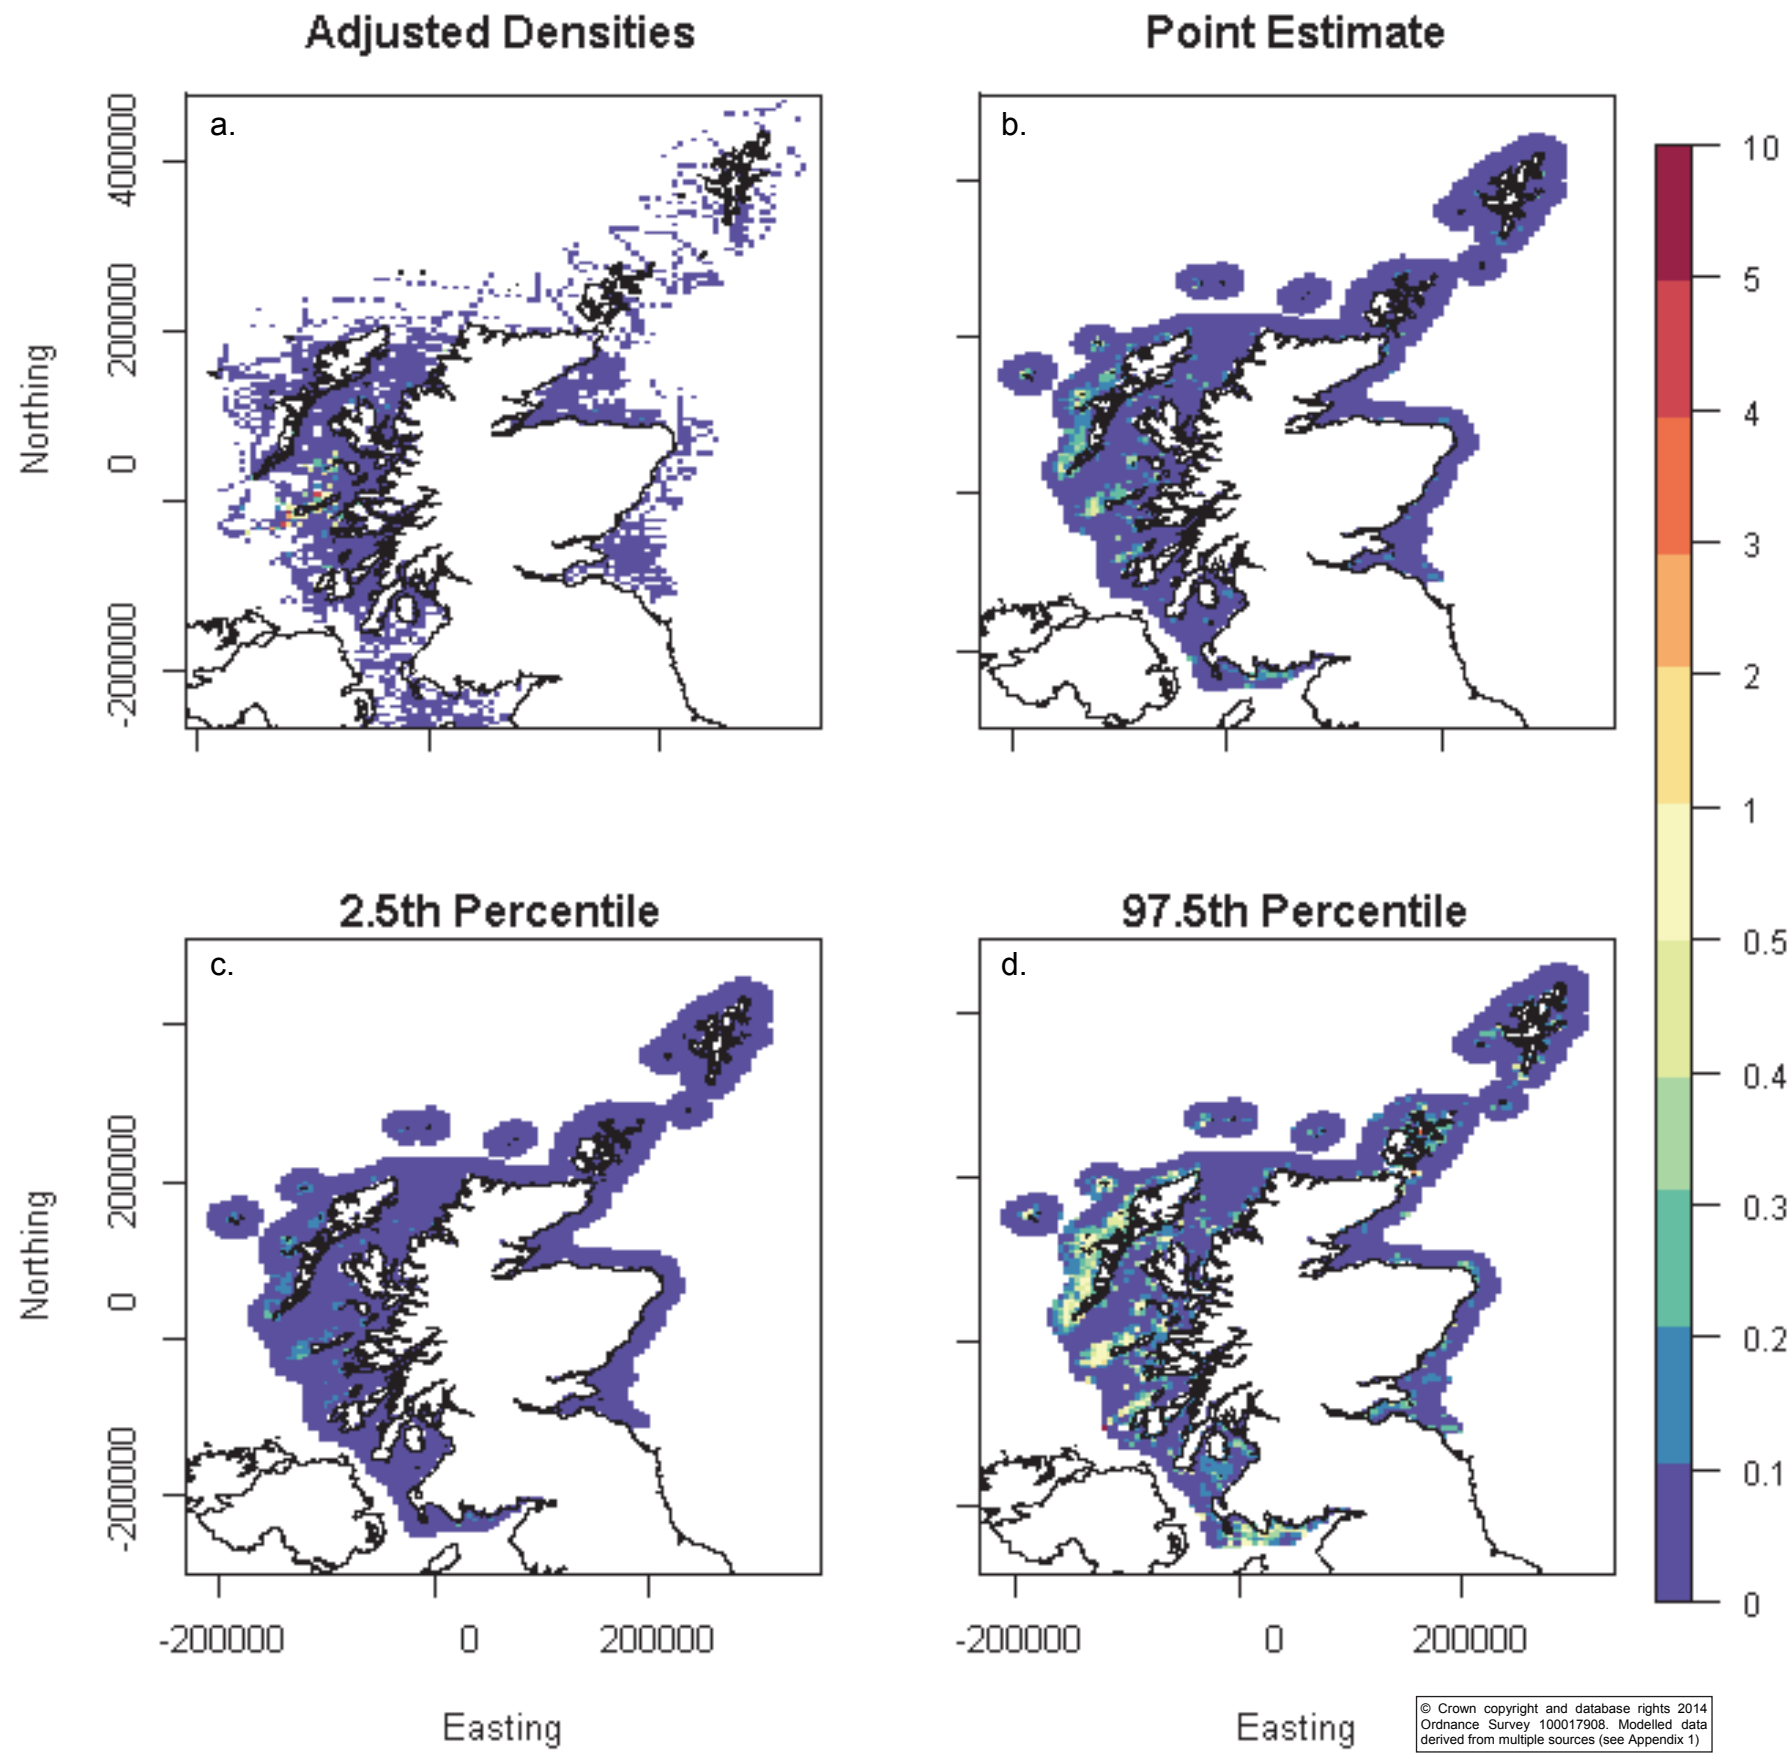 Adjusted Densities
Point Estimate
a.
b.
Northing
400000
200000
0
-200000
10
5
4
3
2
1
0.5
0.4
0.3
0.2
0.1
0
2.5th Percentile
97.5th Percentile
c.
d.
Northing
200000
0
-200000
-200000
0
200000
-200000
0
200000
Easting
Easting
© Crown copyright and database rights 2014
Ordnance Survey 100017908. Modelled data
derived from multiple sources (see Appendix 1)